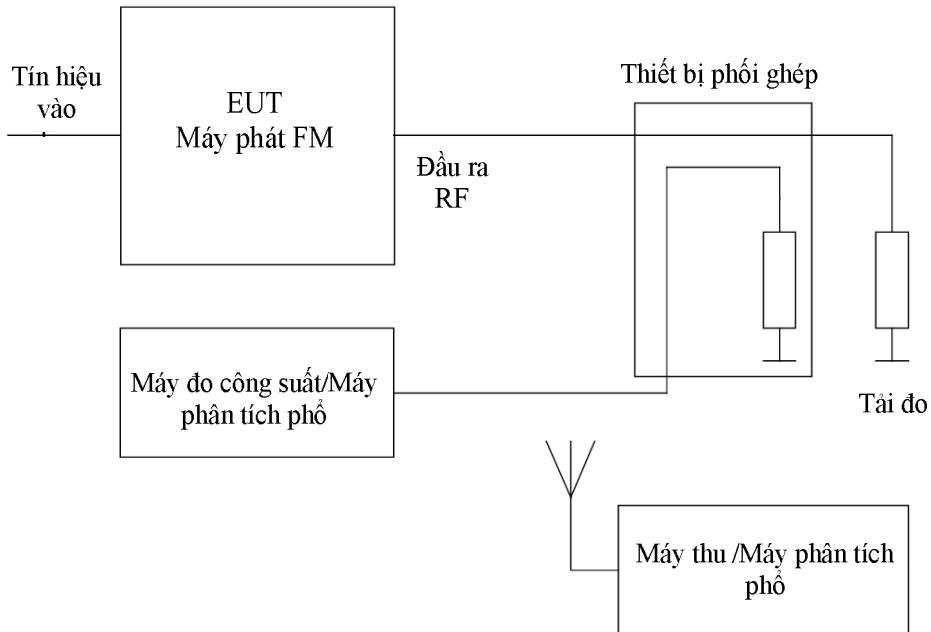 Tín hiệu
vào
EUT
Máy phát FM
Đầu ra
RF
Thiết bị phối ghép
Máy đo công suất/Máy
phân tích phổ
Tải đo
Máy thu /Máy phân tích
phổ